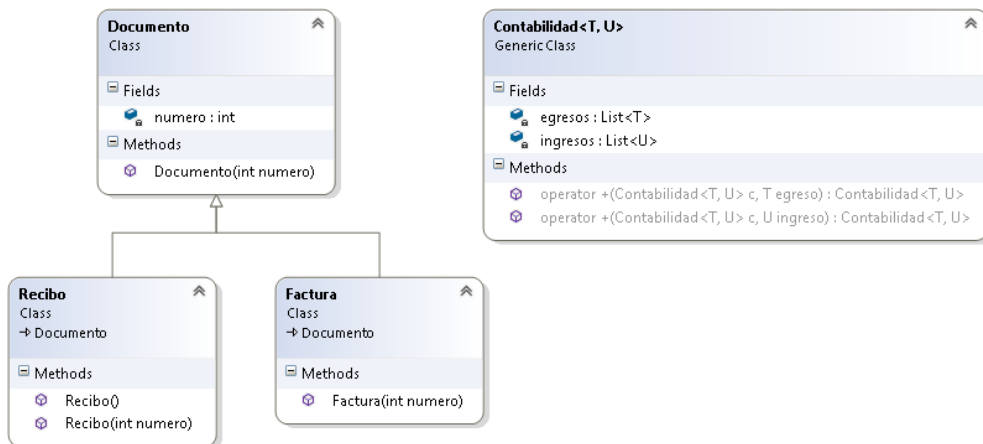 Documento
Class
Fields
numero : int
Methods
Documento(int numero)
Contabilidad<T, U>
Generic Class
Fields
egresos : List<T>
ingresos : List<U>
Methods
operator +(Contabilidad<T, U> c, T egreso) : Contabilidad<T, U>
operator +(Contabilidad<T, U> c, U ingreso) : Contabilidad<T, U>
Recibo
Class
Documento
Methods
Recibo()
Recibo(int numero)
Factura
Class
Documento
Methods
Factura(int numero)